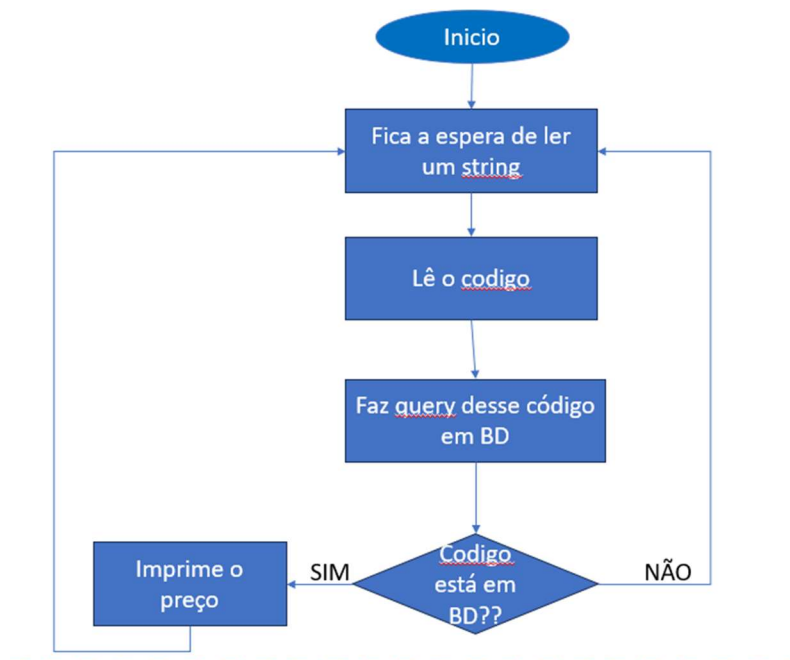 Inicio
Fica a espera de ler
um string
Lê o codigo
Faz query desse código
em BD
Codigo
está em
BD??
SIM
NÃO
Imprime o
preço